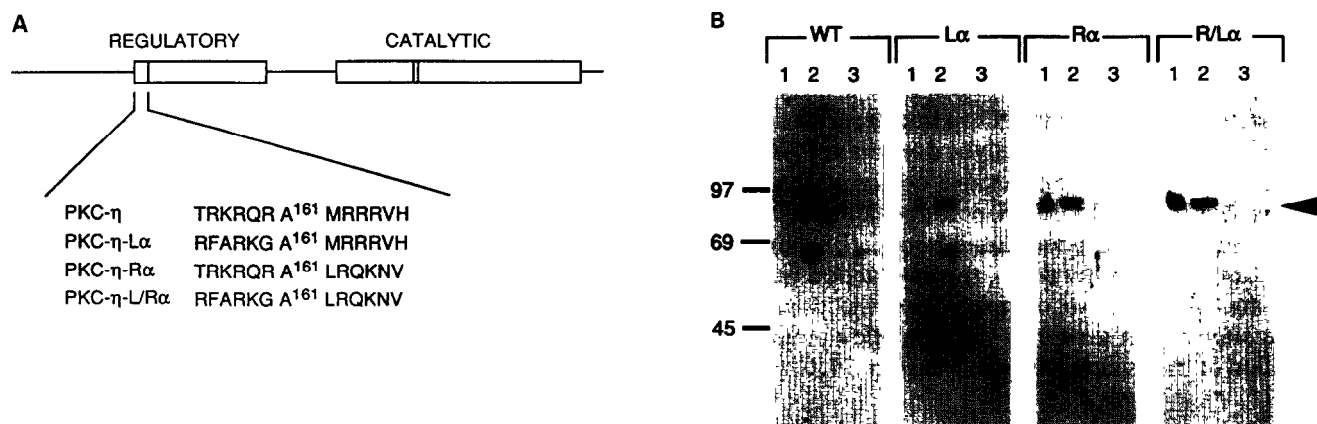 A
REGULATORY CATALYTIC
PKC-η TRKRQR A161 MRRRVH
PKC-η-Lα RFARKG A161 MRRRVH
PKC-η-Rα TRKRQR A161 LRQKNV
PKC-η-L/Rα RFARKG A161 LRQKNV
B
WT Lα Rα R/Lα
1 2 3 1 2 3 1 2 3 1 2 3
97
69
45